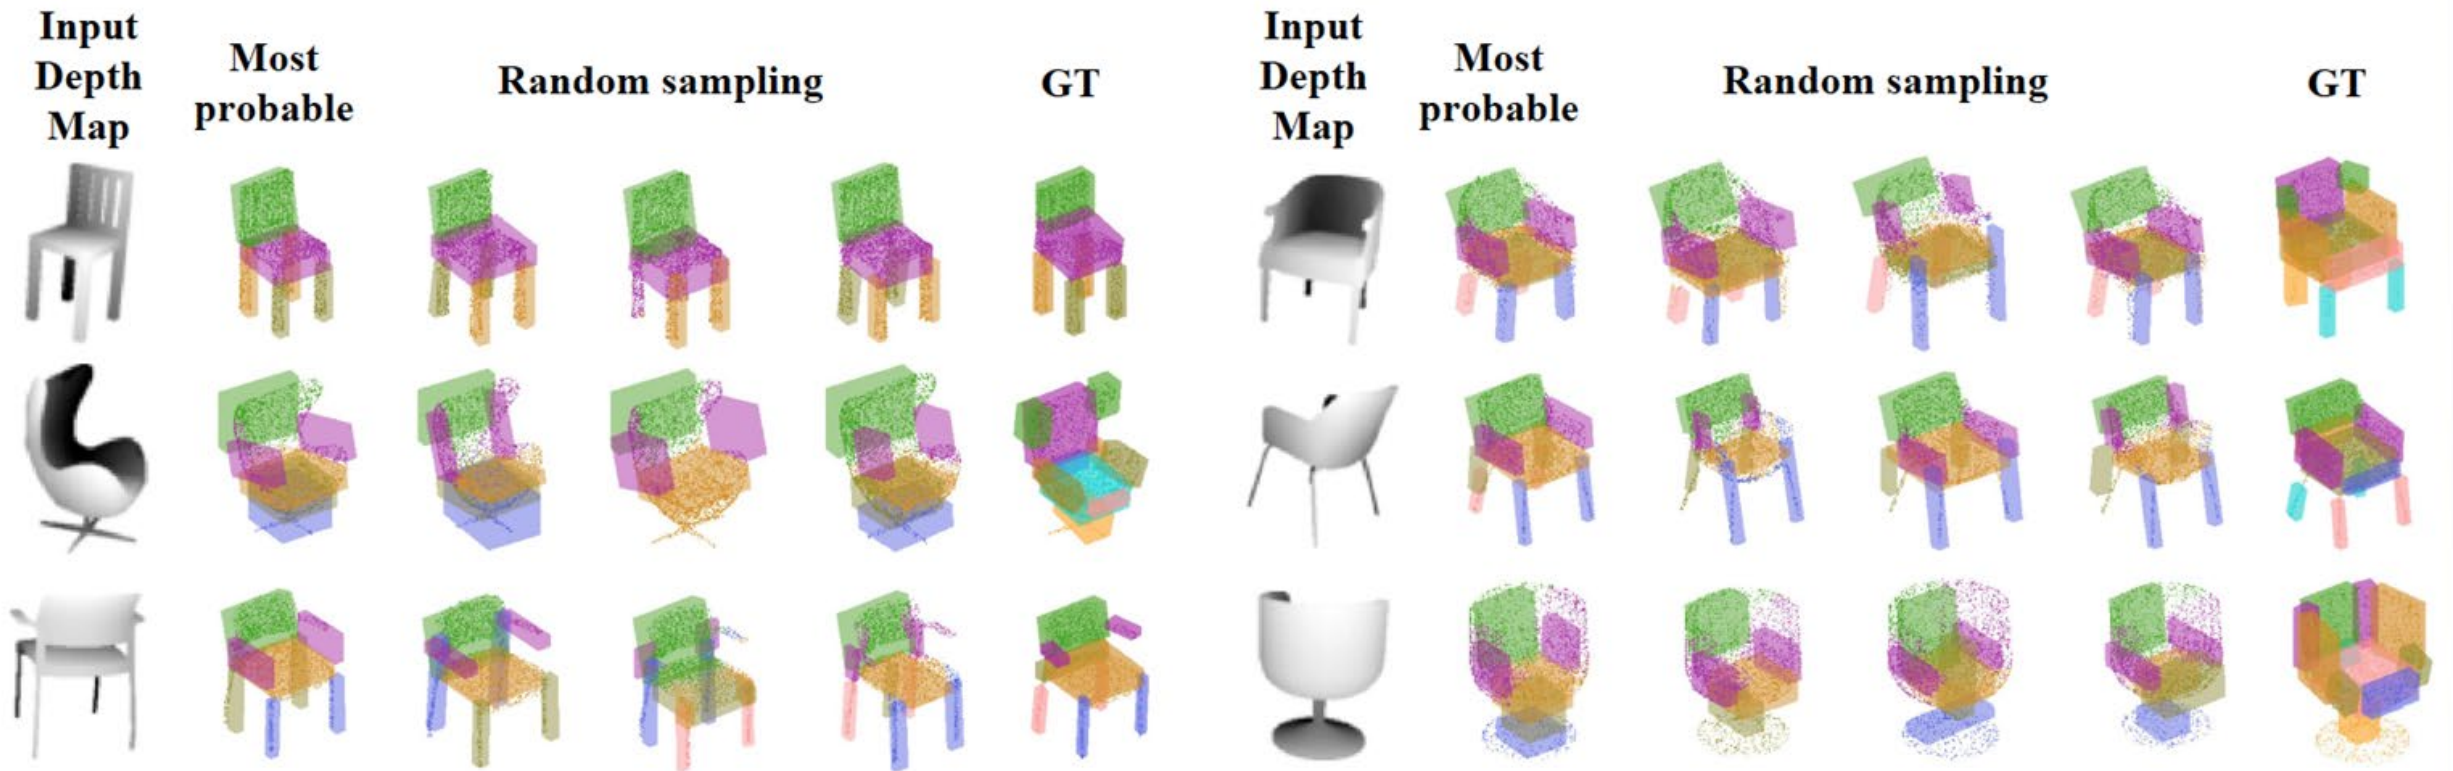 Input
Depth
Map
Most
probable
Random sampling
GT
Input
Depth
Map
Most
probable
Random sampling
GT